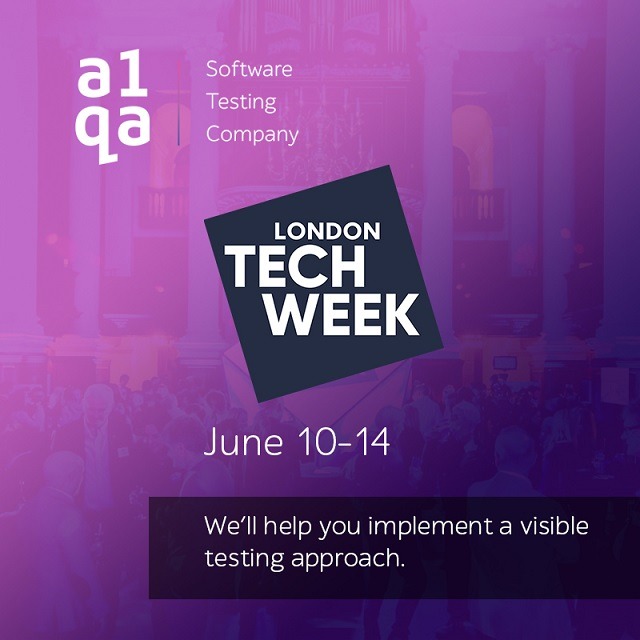 a1
qa
Software
Testing
Company
LONDON
TECH
WEEK
June 10-14
We'll help you implement a visible
testing approach.